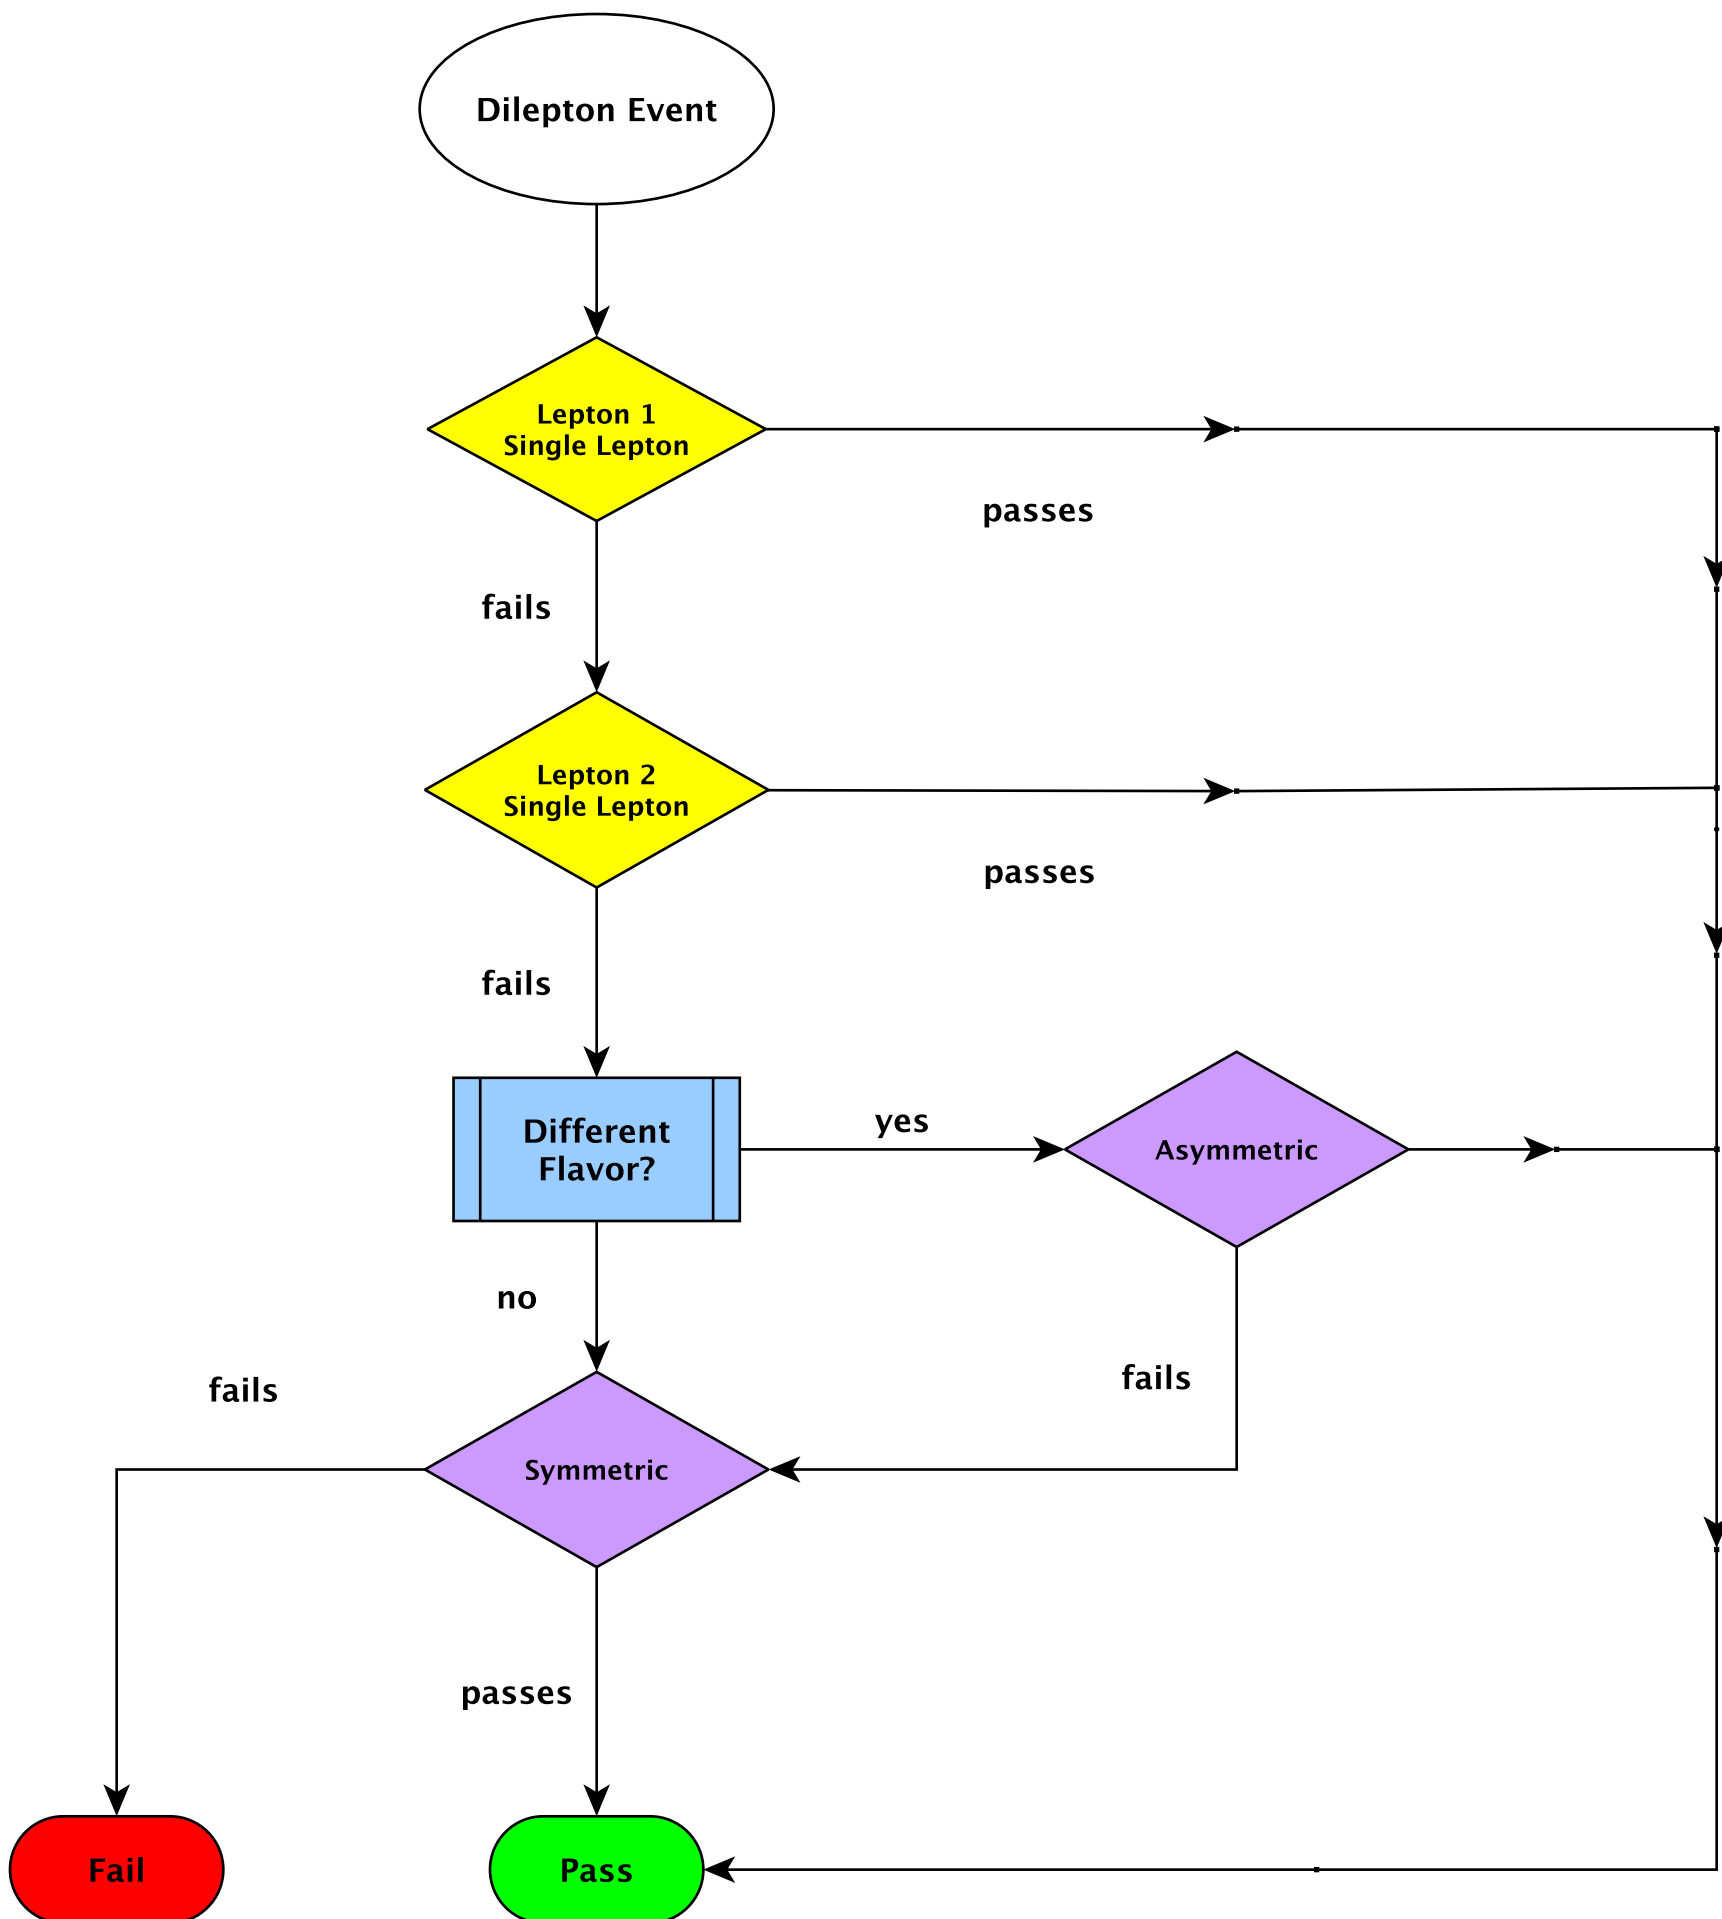 Dilepton Event
Lepton 1
Single Lepton
passes
fails
Lepton 2
Single Lepton
passes
fails
Different
Flavor?
yes
Asymmetric
no
fails
fails
Symmetric
passes
Fail
Pass